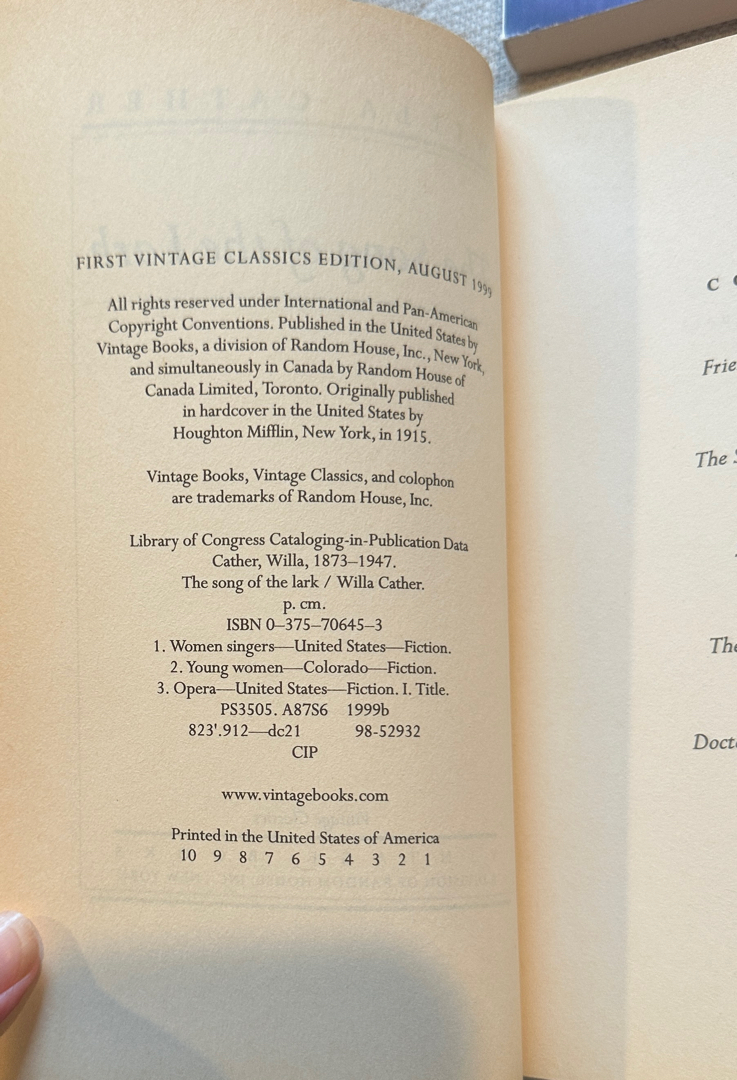 FIRST VINTAGE CLASSICS EDITION, AUGUST 1999
All rights reserved under International and Pan-American
Copyright Conventions. Published in the United States by
Vintage Books, a division of Random House, Inc., New York,
and simultaneously in Canada by Random House of
Canada Limited, Toronto. Originally published
in hardcover in the United States by
Houghton Mifflin, New York, in 1915.
Vintage Books, Vintage Classics, and colophon
are trademarks of Random House, Inc.
Library of Congress Cataloging-in-Publication Data
Cather, Willa, 1873–1947.
The song of the lark / Willa Cather.
p. cm.
ISBN 0–375–70645–3
1. Women singers—United States—Fiction.
2. Young women—Colorado—Fiction.
3. Opera—United States—Fiction. I. Title.
PS3505. A87S6 1999b
823'.912—dc21 98-52932
CIP
www.vintagebooks.com
Printed in the United States of America
10 9 8 7 6 5 4 3 2 1
C
Frie
The
The
Doct